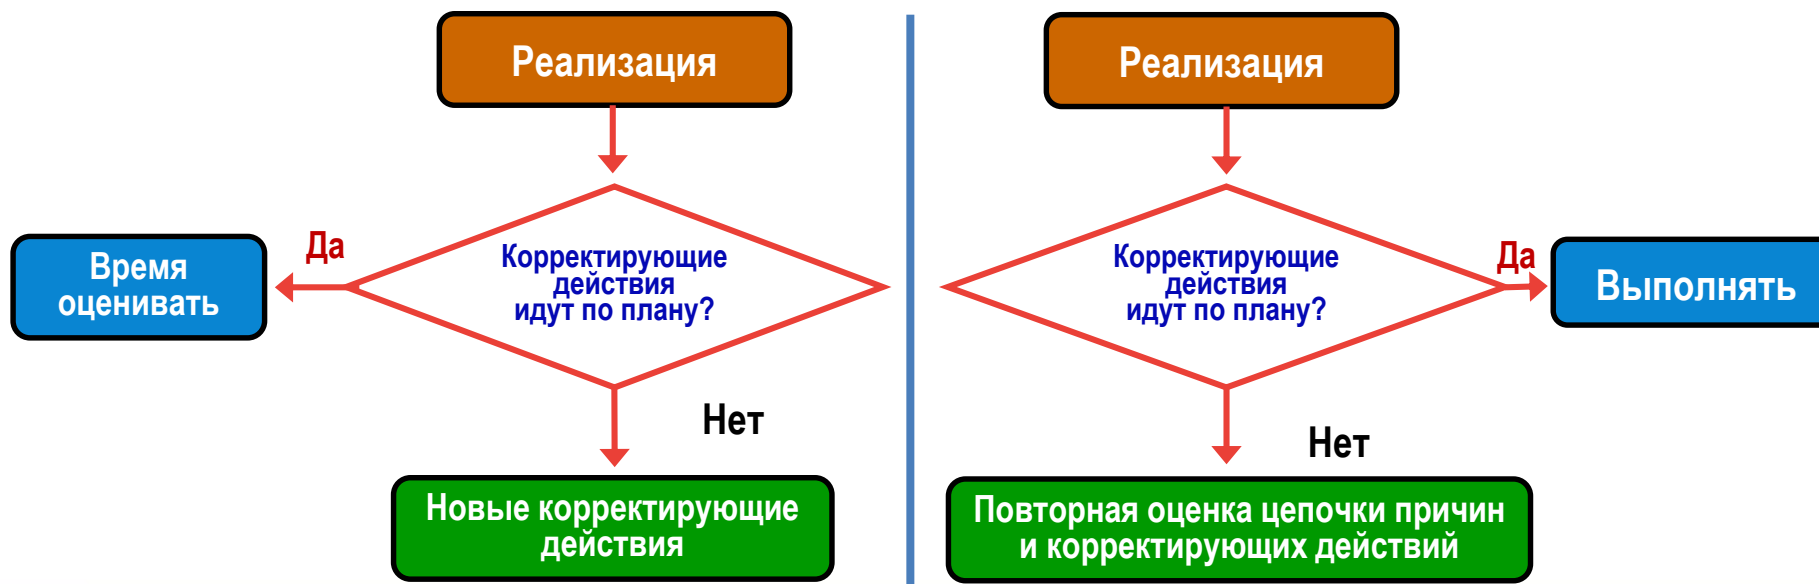 Реализация
Да
Время
оценивать
Корректирующие
действия
идут по плану?
Нет
Новые корректирующие
действия
Реализация
Корректирующие
действия
идут по плану?
Да
Выполнять
Нет
Повторная оценка цепочки причин
и корректирующих действий